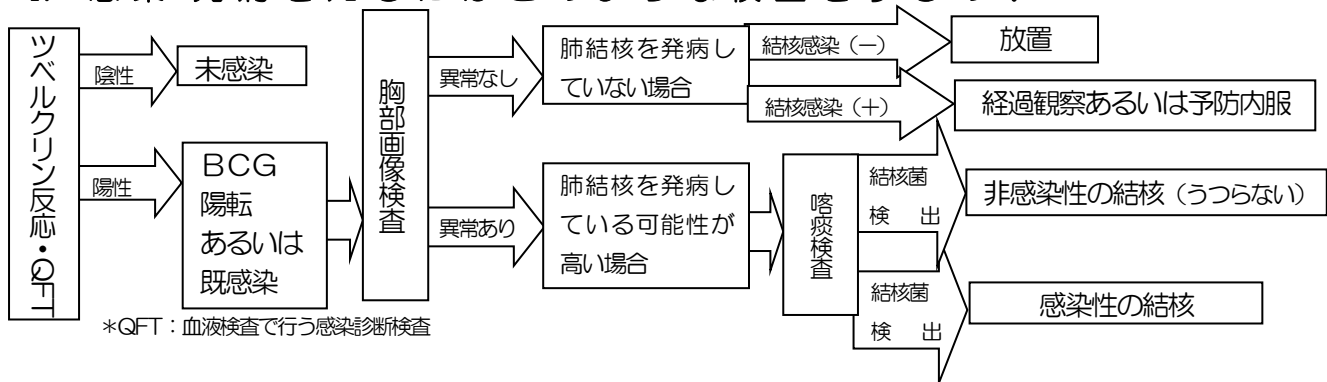 ツベルクリン反応・QFT
陰性
未感染
陽性
BCG
陽転
あるいは
既感染
胸部画像検査
異常なし
肺結核を発病し
ていない場合
結核感染（－）
放置
結核感染（＋）
経過観察あるいは予防内服
異常あり
肺結核を発病し
ている可能性が
高い場合
喀痰検査
結核菌
検　出
非感染性の結核（うつらない）
結核菌
検　出
感染性の結核
＊QFT：血液検査で行う感染診断検査